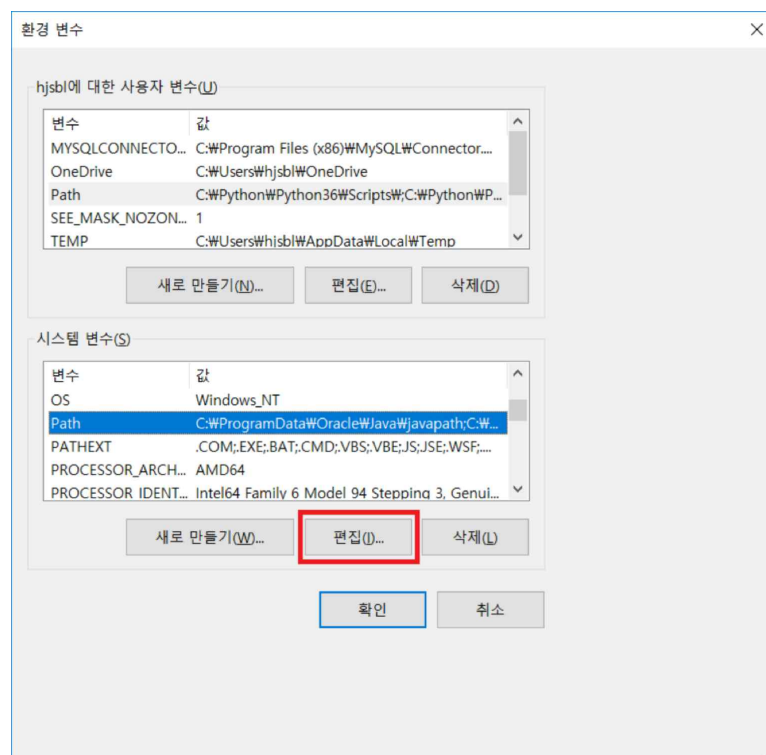 환경 변수
hjsbl에 대한 사용자 변수(U)
변수 값
MYSQLCONNECTO... C:₩Program Files (x86)₩MySQL₩Connector....
OneDrive C:₩Users₩hjsbl₩OneDrive
Path C:₩Python₩Python36₩Scripts₩;C:₩Python₩P...
SEE_MASK_NOZON... 1
TEMP C:₩Users₩hjsbl₩AppData₩Local₩Temp
새로 만들기(N)... 편집(E)... 삭제(D)
시스템 변수(S)
변수 값
OS Windows_NT
Path C:₩ProgramData₩Oracle₩Java₩javapath;C:₩...
PATHEXT .COM;.EXE;.BAT;.CMD;.VBS;.VBE;.JS;.JSE;.WSF;....
PROCESSOR_ARCH... AMD64
PROCESSOR_IDENT... Intel64 Family 6 Model 94 Stepping 3, Genui...
새로 만들기(W)... 편집(I)... 삭제(L)
확인 취소